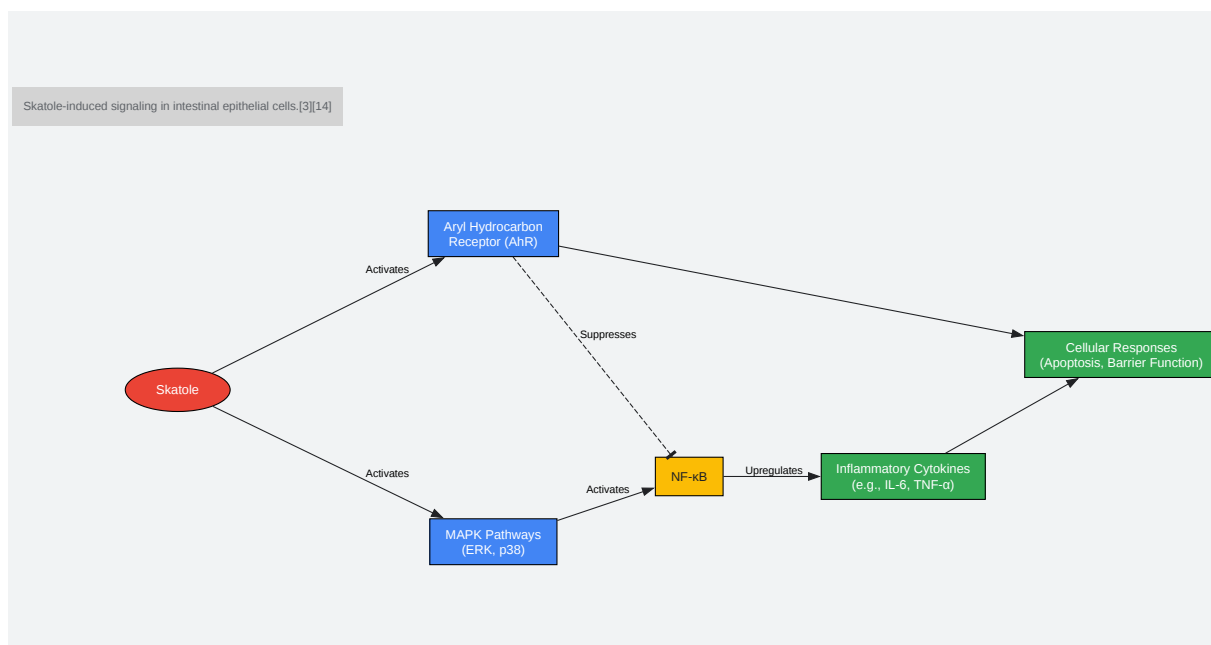 Skatole-induced signaling in intestinal epithelial cells.[3][14]
Aryl Hydrocarbon
Receptor (AhR)
Activates
Suppresses
Cellular Responses
(Apoptosis, Barrier Function)
Skatole
Activates
MAPK Pathways
(ERK, p38)
Activates
NF-κB
Upregulates
Inflammatory Cytokines
(e.g., IL-6, TNF-α)